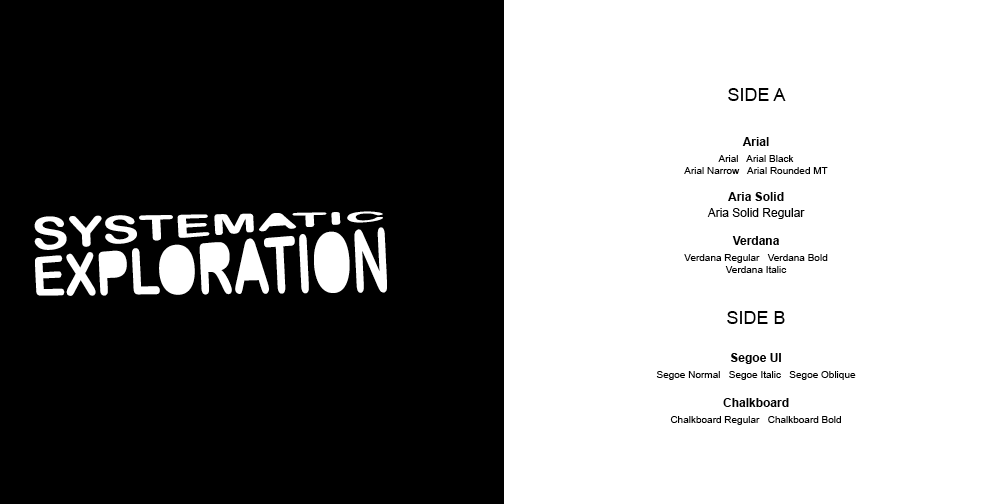 SYSTEMATIC
EXPLORATION
SIDE A
Arial
Arial Arial Black
Arial Narrow Arial Rounded MT
Aria Solid
Aria Solid Regular
Verdana
Verdana Regular Verdana Bold
Verdana Italic
SIDE B
Segoe UI
Segoe Normal Segoe Italic Segoe Oblique
Chalkboard
Chalkboard Regular Chalkboard Bold